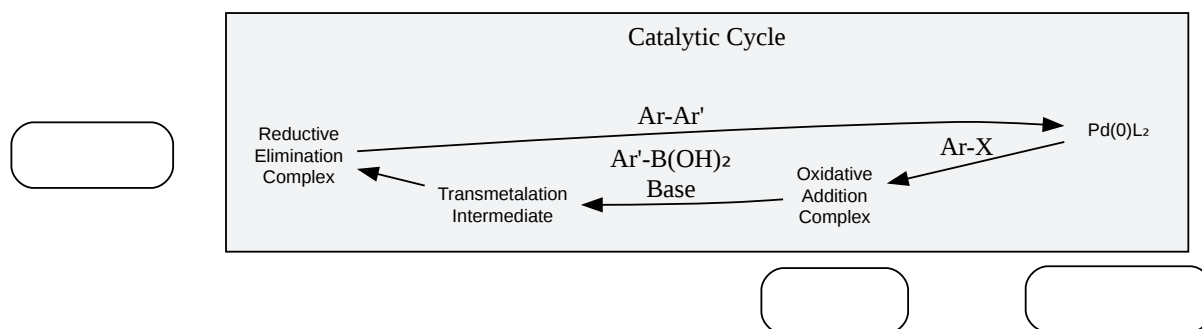 Catalytic Cycle
Ar-Ar'
Reductive
Elimination
Complex
Pd(0)L₂
Ar-X
Ar'-B(OH)₂
Base
Oxidative
Addition
Complex
Transmetalation
Intermediate